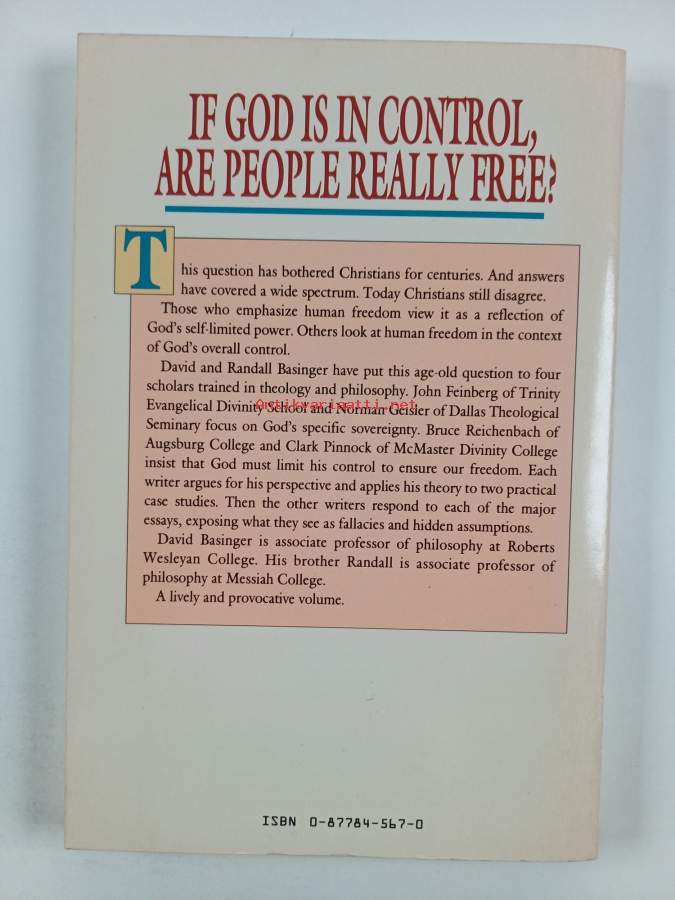 IF GOD IS IN CONTROL,
ARE PEOPLE REALLY FREE?
This question has bothered Christians for centuries. And answers
have covered a wide spectrum. Today Christians still disagree.
Those who emphasize human freedom view it as a reflection of
God's self-limited power. Others look at human freedom in the context
of God's overall control.
David and Randall Basinger have put this age-old question to four
scholars trained in theology and philosophy. John Feinberg of Trinity
Evangelical Divinity School and Norman Geisler of Dallas Theological
Antikvariaatti.net
Seminary focus on God's specific sovereignty. Bruce Reichenbach of
Augsburg College and Clark Pinnock of McMaster Divinity College
insist that God must limit his control to ensure our freedom. Each
writer argues for his perspective and applies his theory to two practical
case studies. Then the other writers respond to each of the major
essays, exposing what they see as fallacies and hidden assumptions.
David Basinger is associate professor of philosophy at Roberts
Wesleyan College. His brother Randall is associate professor of
philosophy at Messiah College.
A lively and provocative volume.
ISBN 0-87784-567-0